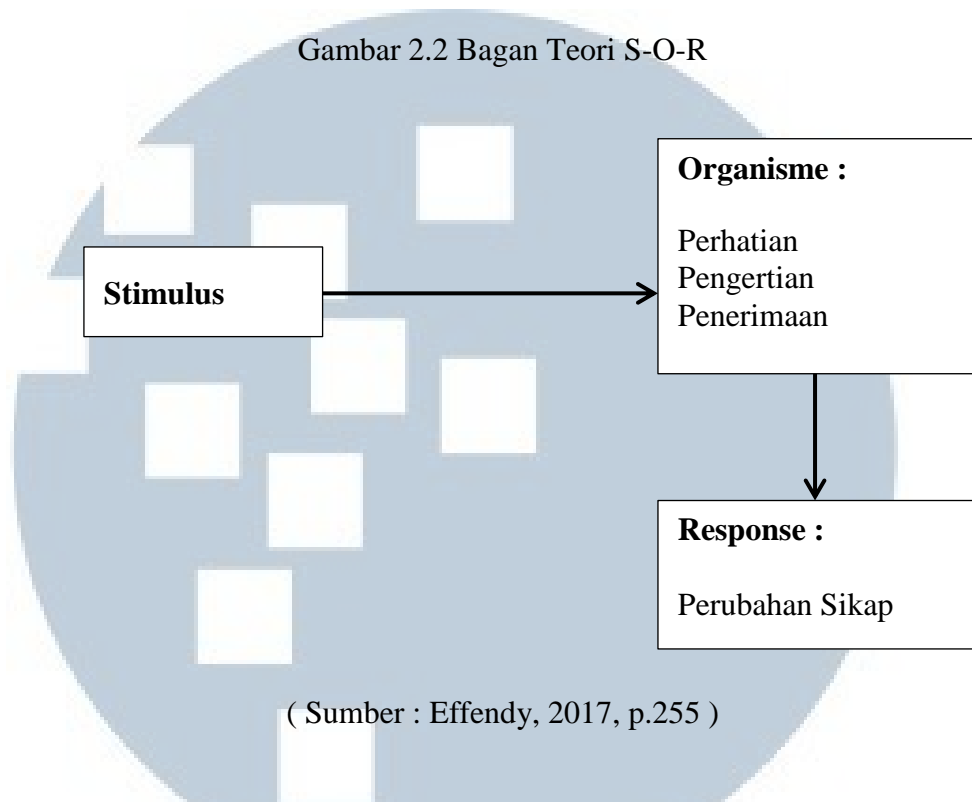 Gambar 2.2 Bagan Teori S-O-R
Stimulus
Organisme :
Perhatian
Pengertian
Penerimaan
Response :
Perubahan Sikap
( Sumber : Effendy, 2017, p.255 )